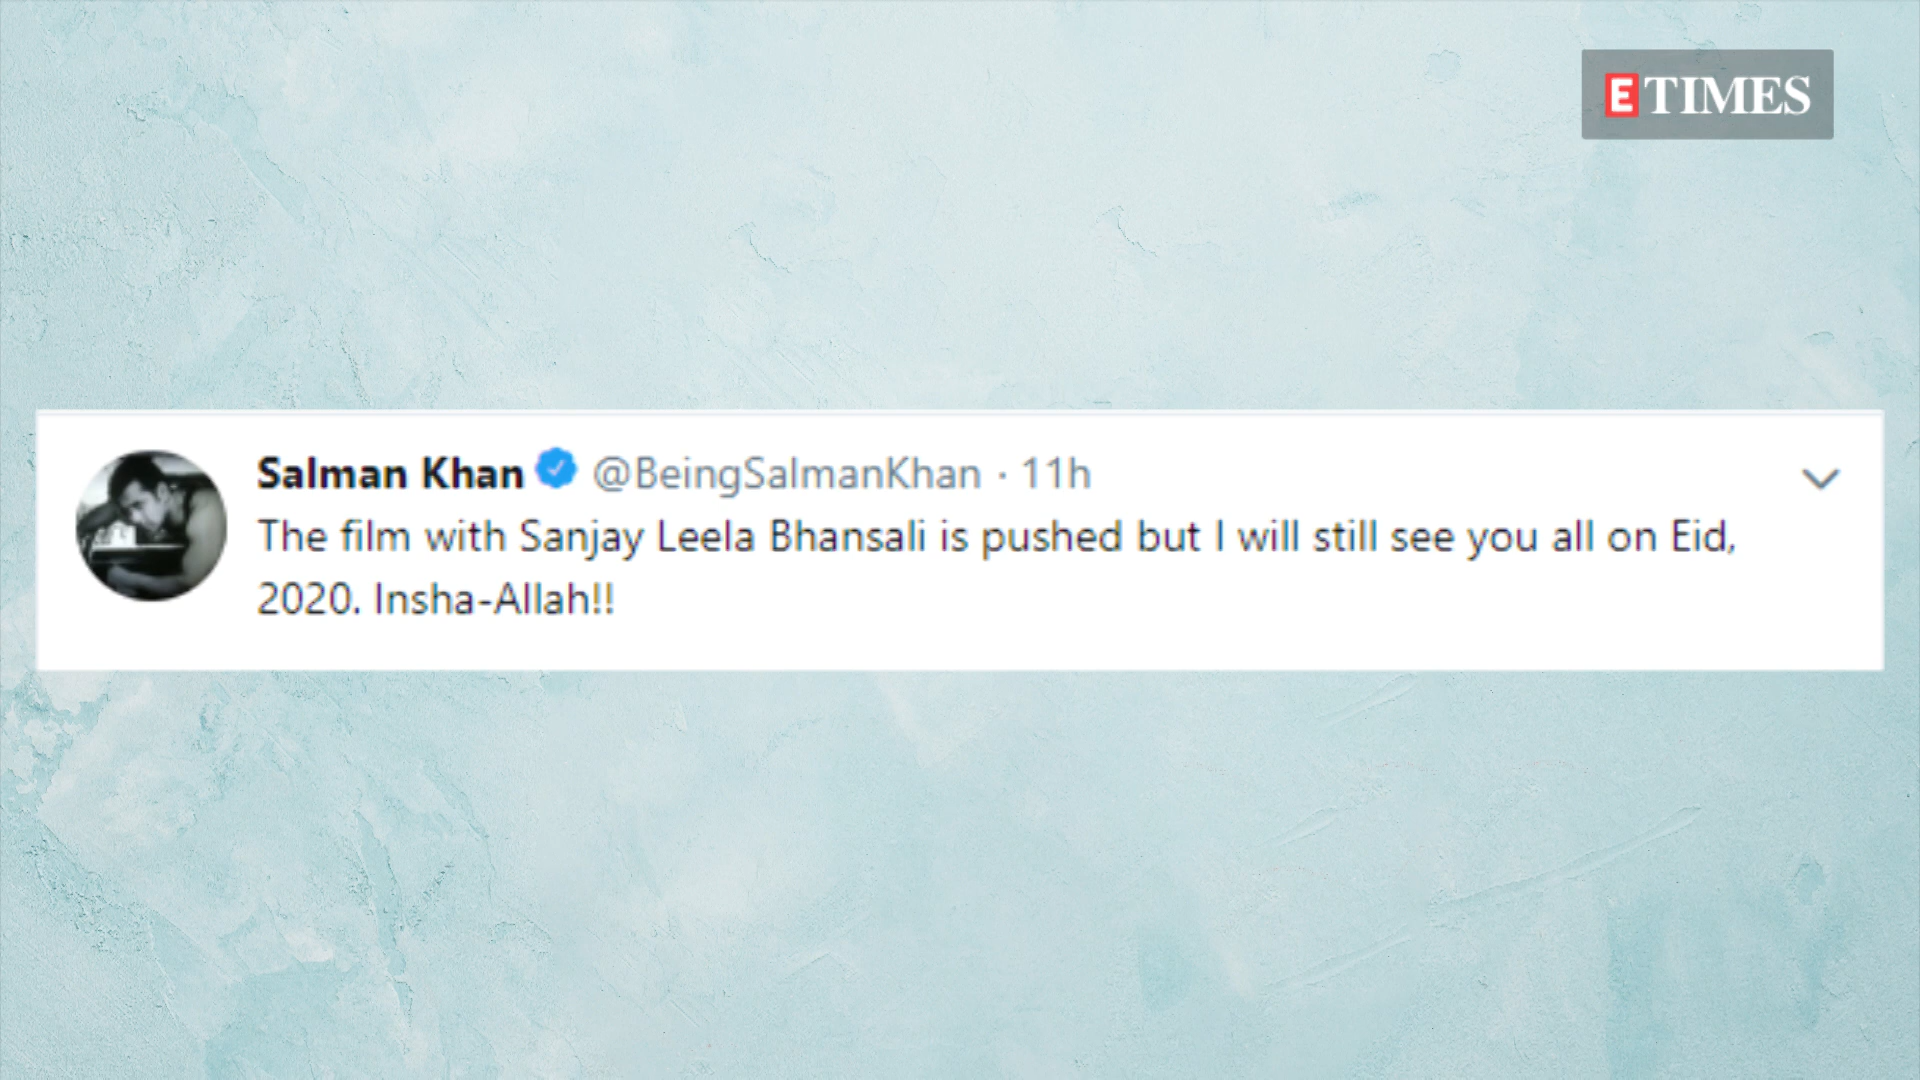 E TIMES
Salman Khan @BeingSalmanKhan · 11h
The film with Sanjay Leela Bhansali is pushed but I will still see you all on Eid,
2020. Insha-Allah!!